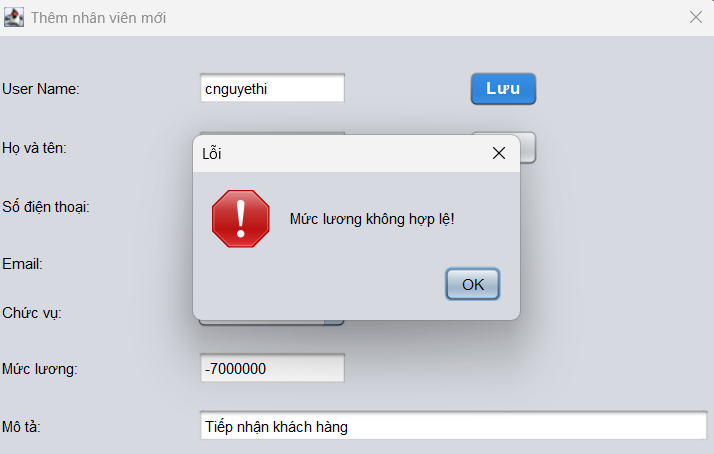 Thêm nhân viên mới
User Name: cnguyethi Lưu
Họ và tên:
Lỗi
Số điện thoại:
Mức lương không hợp lệ!
Email:
OK
Chức vụ:
Mức lương: -7000000
Mô tả: Tiếp nhận khách hàng